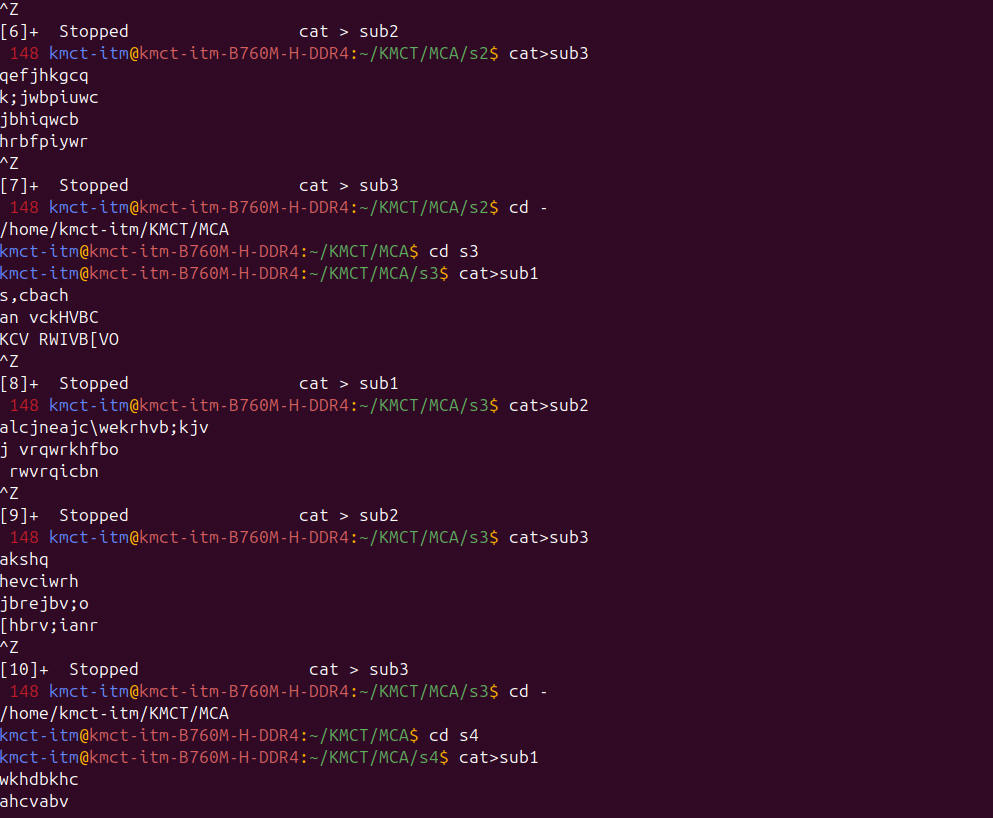 ^Z
[6]+  Stopped                 cat > sub2
 148 kmct-itm@kmct-itm-B760M-H-DDR4:~/KMCT/MCA/s2$ cat>sub3
qefjhkgcq
k;jwbpiuwc
jbhiqwcb
hrbfpiywr
^Z
[7]+  Stopped                 cat > sub3
 148 kmct-itm@kmct-itm-B760M-H-DDR4:~/KMCT/MCA/s2$ cd -
/home/kmct-itm/KMCT/MCA
kmct-itm@kmct-itm-B760M-H-DDR4:~/KMCT/MCA$ cd s3
kmct-itm@kmct-itm-B760M-H-DDR4:~/KMCT/MCA/s3$ cat>sub1
s,cbach
an vckHVBC
KCV RWIVB[VO
^Z
[8]+  Stopped                 cat > sub1
 148 kmct-itm@kmct-itm-B760M-H-DDR4:~/KMCT/MCA/s3$ cat>sub2
alcjneajc\wekrhvb;kjv
j vrqwrkhfbo
 rwvrqicbn
^Z
[9]+  Stopped                 cat > sub2
 148 kmct-itm@kmct-itm-B760M-H-DDR4:~/KMCT/MCA/s3$ cat>sub3
akshq
hevciwrh
jbrejbv;o
[hbrv;ianr
^Z
[10]+  Stopped                 cat > sub3
 148 kmct-itm@kmct-itm-B760M-H-DDR4:~/KMCT/MCA/s3$ cd -
/home/kmct-itm/KMCT/MCA
kmct-itm@kmct-itm-B760M-H-DDR4:~/KMCT/MCA$ cd s4
kmct-itm@kmct-itm-B760M-H-DDR4:~/KMCT/MCA/s4$ cat>sub1
wkhdbkhc
ahcvabv